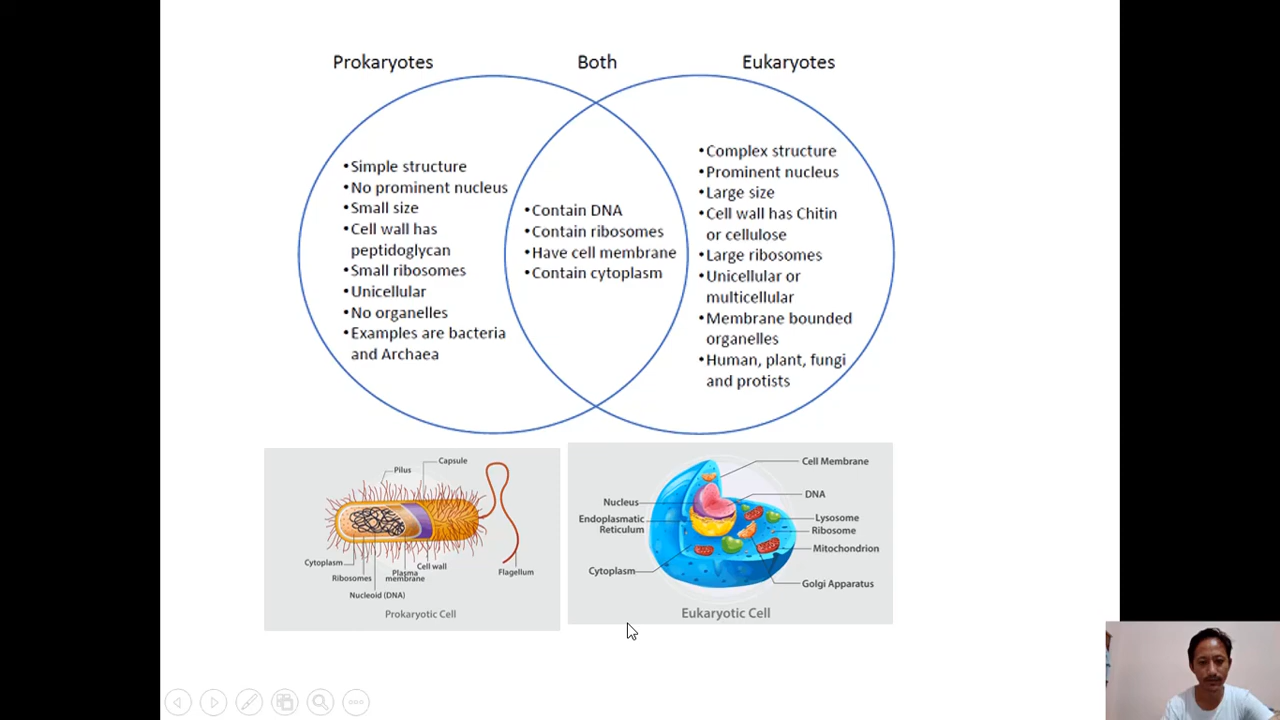 Prokaryotes
Both
Eukaryotes
•Simple structure
•No prominent nucleus
•Small size
•Cell wall has
peptidoglycan
•Small ribosomes
•Unicellular
•No organelles
•Examples are bacteria
and Archaea
•Contain DNA
•Contain ribosomes
•Have cell membrane
•Contain cytoplasm
•Complex structure
•Prominent nucleus
•Large size
•Cell wall has Chitin
or cellulose
•Large ribosomes
•Unicellular or
multicellular
•Membrane bounded
organelles
•Human, plant, fungi
and protists
Pilus
Capsule
Cytoplasm
Ribosomes
Nucleoid (DNA)
Plasma
membrane
Cell wall
Flagellum
Prokaryotic Cell
Nucleus
Endoplasmatic
Reticulum
Cytoplasm
Cell Membrane
DNA
Lysosome
Ribosome
Mitochondrion
Golgi Apparatus
Eukaryotic Cell